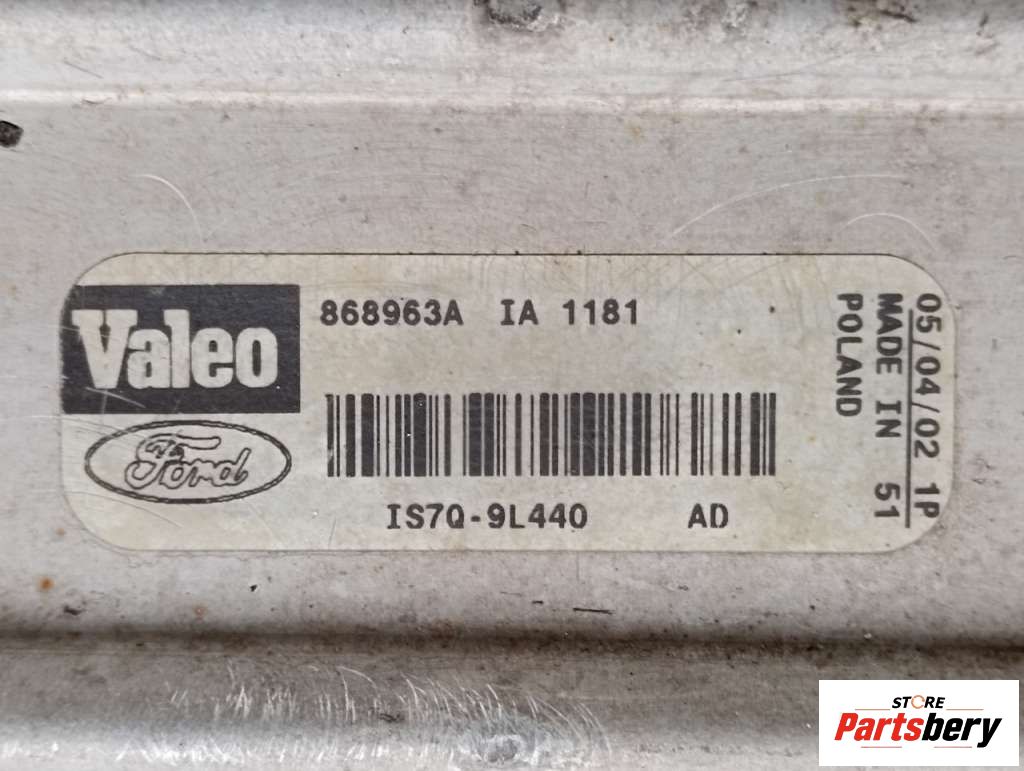 Valeo
868963A IA 1181
Ford
IS7Q-9L440 AD
05/04/02 1P
MADE IN 51
POLAND
STORE
Partsbery